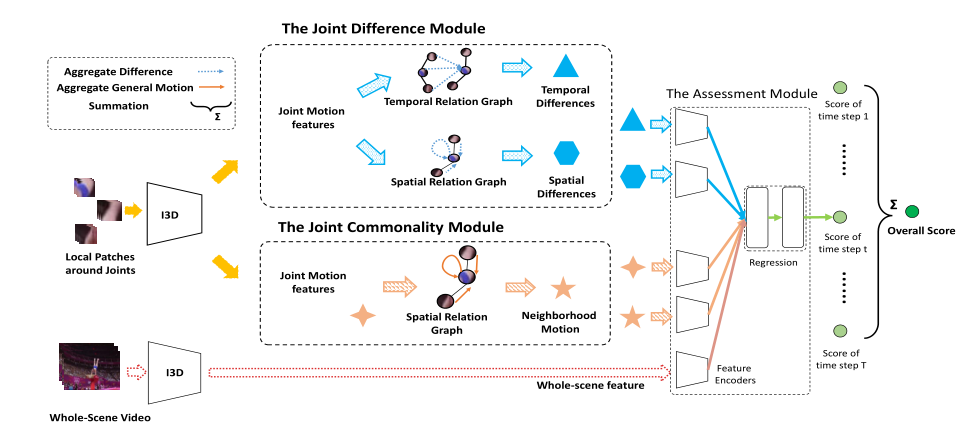 The Joint Difference Module
Aggregate Difference
Aggregate General Motion
Summation
Σ
Joint Motion
features
Temporal Relation Graph
Temporal
Differences
Spatial Relation Graph
Spatial
Differences
The Assessment Module
Score of
time step 1
I3D
Local Patches
around Joints
The Joint Commonality Module
Joint Motion
features
Spatial Relation
Graph
Neighborhood
Motion
Regression
Score of
time step t
Σ
Overall Score
I3D
Whole-Scene Video
Whole-scene feature
Feature
Encoders
Score of
time step T